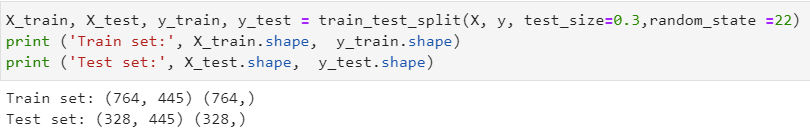 X_train, X_test, y_train, y_test = train_test_split(X, y, test_size=0.3,random_state =22)
print ('Train set:', X_train.shape,  y_train.shape)
print ('Test set:', X_test.shape,  y_test.shape)
Train set: (764, 445) (764,)
Test set: (328, 445) (328,)